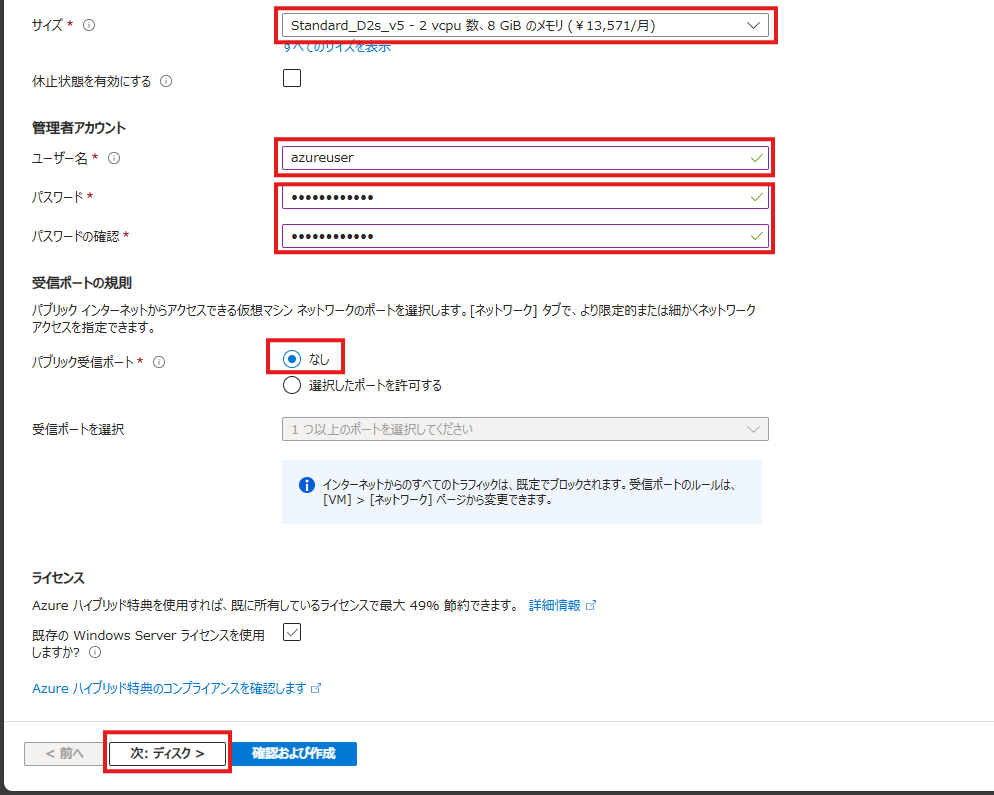 サイズ *
Standard_D2s_v5 - 2 vcpu 数、8 GiB のメモリ (￥13,571/月)
すべてのサイズを表示
休止状態を有効にする
管理者アカウント
ユーザー名 *
azureuser
パスワード *
••••••••••••
パスワードの確認 *
••••••••••••
受信ポートの規則
パブリック インターネットからアクセスできる仮想マシン ネットワークのポートを選択します。[ネットワーク] タブで、より限定的または細かくネットワーク
アクセスを指定できます。
パブリック受信ポート *
なし
選択したポートを許可する
受信ポートを選択
1 つ以上のポートを選択してください
インターネットからのすべてのトラフィックは、既定でブロックされます。受信ポートのルールは、
[VM] > [ネットワーク] ページから変更できます。
ライセンス
Azure ハイブリッド特典を使用すれば、既に所有しているライセンスで最大 49% 節約できます。 詳細情報
既存の Windows Server ライセンスを使用
しますか?
Azure ハイブリッド特典のコンプライアンスを確認します
< 前へ
次: ディスク >
確認および作成